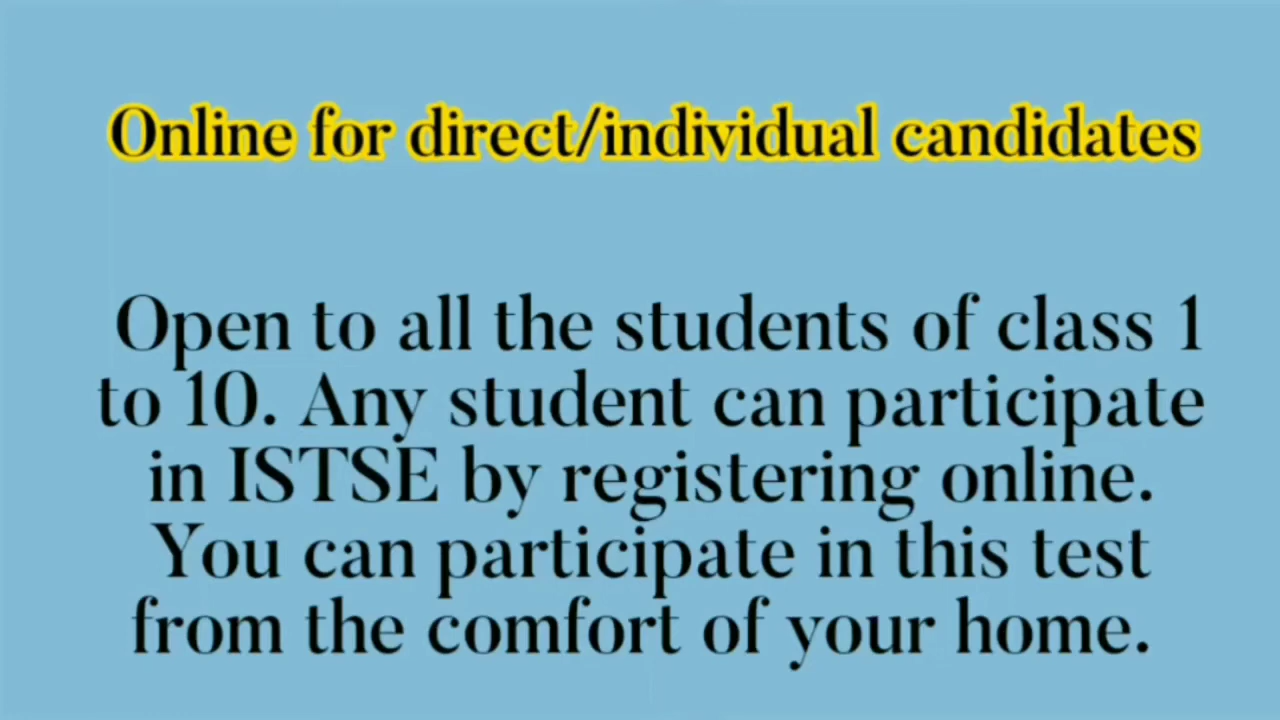 Online for direct/individual candidates
Open to all the students of class 1
to 10. Any student can participate
in ISTSE by registering online.
You can participate in this test
from the comfort of your home.